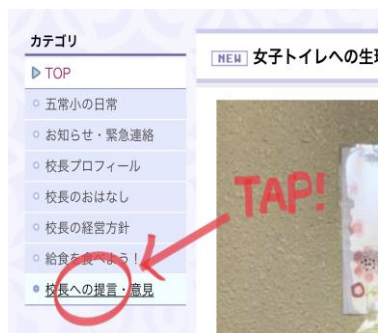 カテゴリ
TOP
五常小の日常
お知らせ・緊急連絡
校長プロフィール
校長のおはなし
校長の経営方針
給食を食べよう！
校長への提言・意見
NEW 女子トイレへの生理
TAP!